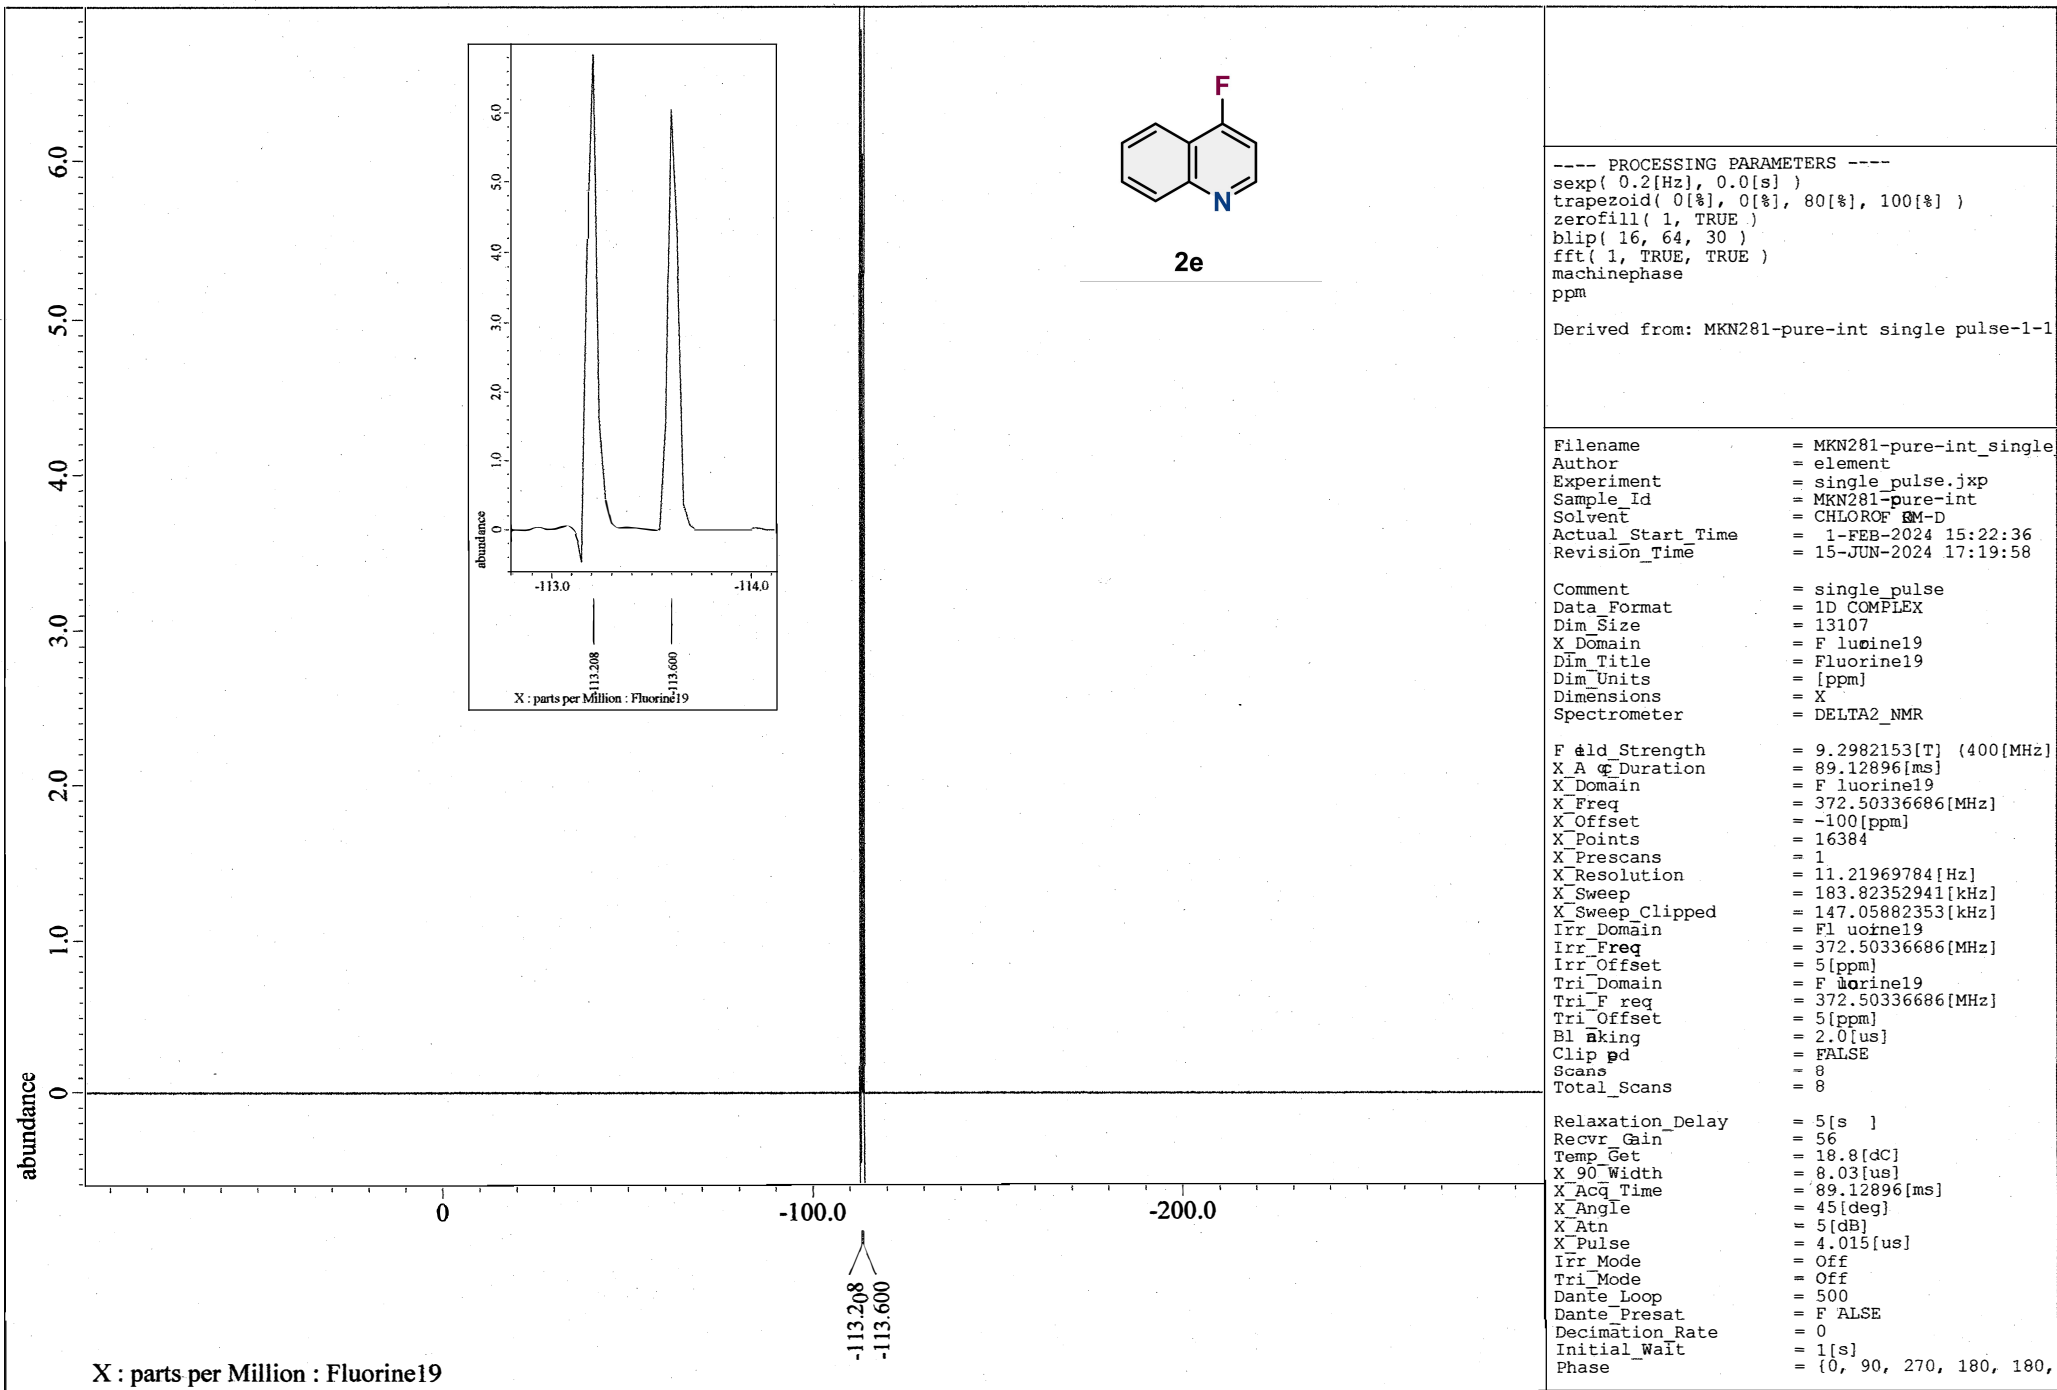 abundance
6.0
5.0
4.0
3.0
2.0
1.0
0
0
-100.0
-200.0
-113.208
-113.600
X : parts per Million : Fluorine19
abundance
6.0
5.0
4.0
3.0
2.0
1.0
0
-113.0
-114.0
-113.208
-113.600
X : parts per Million : Fluorine19
F
N
2e
---- PROCESSING PARAMETERS ----
sexp( 0.2[Hz], 0.0[s] )
trapezoid( 0[%], 0[%], 80[%], 100[%] )
zerofill( 1, TRUE )
blip( 16, 64, 30 )
fft( 1, TRUE, TRUE )
machinephase
ppm
Derived from: MKN281-pure-int single pulse-1-1
Filename = MKN281-pure-int_single
Author = element
Experiment = single_pulse.jxp
Sample_Id = MKN281-pure-int
Solvent = CHLOROFORM-D
Actual_Start_Time = 1-FEB-2024 15:22:36
Revision_Time = 15-JUN-2024 17:19:58
Comment = single_pulse
Data_Format = 1D COMPLEX
Dim_Size = 13107
X_Domain = Fluorine19
Dim_Title = Fluorine19
Dim_Units = [ppm]
Dimensions = X
Spectrometer = DELTA2_NMR
Field_Strength = 9.2982153[T] (400[MHz]
X_Acq_Duration = 89.12896[ms]
X_Domain = Fluorine19
X_Freq = 372.50336686[MHz]
X_Offset = -100[ppm]
X_Points = 16384
X_Prescans = 1
X_Resolution = 11.21969784[Hz]
X_Sweep = 183.82352941[kHz]
X_Sweep_Clipped = 147.05882353[kHz]
Irr_Domain = Fluorine19
Irr_Freq = 372.50336686[MHz]
Irr_Offset = 5[ppm]
Tri_Domain = Fluorine19
Tri_Freq = 372.50336686[MHz]
Tri_Offset = 5[ppm]
Blanking = 2.0[us]
Clipped = FALSE
Scans = 8
Total_Scans = 8
Relaxation_Delay = 5[s]
Recvr_Gain = 56
Temp_Get = 18.8[dC]
X_90_Width = 8.03[us]
X_Acq_Time = 89.12896[ms]
X_Angle = 45[deg]
X_Atn = 5[dB]
X_Pulse = 4.015[us]
Irr_Mode = Off
Tri_Mode = Off
Dante_Loop = 500
Dante_Presat = FALSE
Decimation_Rate = 0
Initial_Wait = 1[s]
Phase = {0, 90, 270, 180, 180,